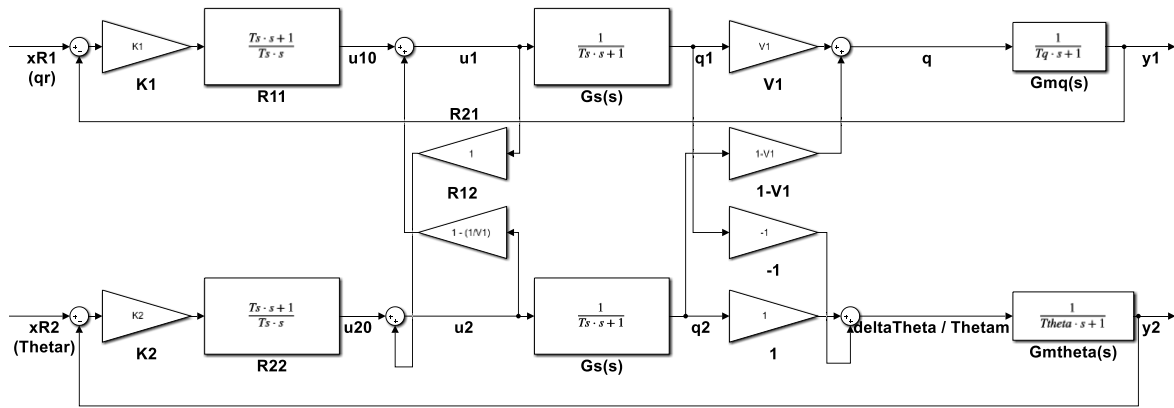 xR1
(qr)
K1
K1
Ts·s+1
Ts·s
R11
u10
u1
1
Ts·s+1
Gs(s)
q1
V1
V1
q
1
Tq·s+1
Gmq(s)
y1
R21
1
R12
1-V1
1-V1
1 - (1/V1)
-1
-1
xR2
(Thetar)
K2
K2
Ts·s+1
Ts·s
R22
u20
u2
1
Ts·s+1
Gs(s)
q2
1
1
deltaTheta / Thetam
1
Ttheta·s+1
Gmtheta(s)
y2